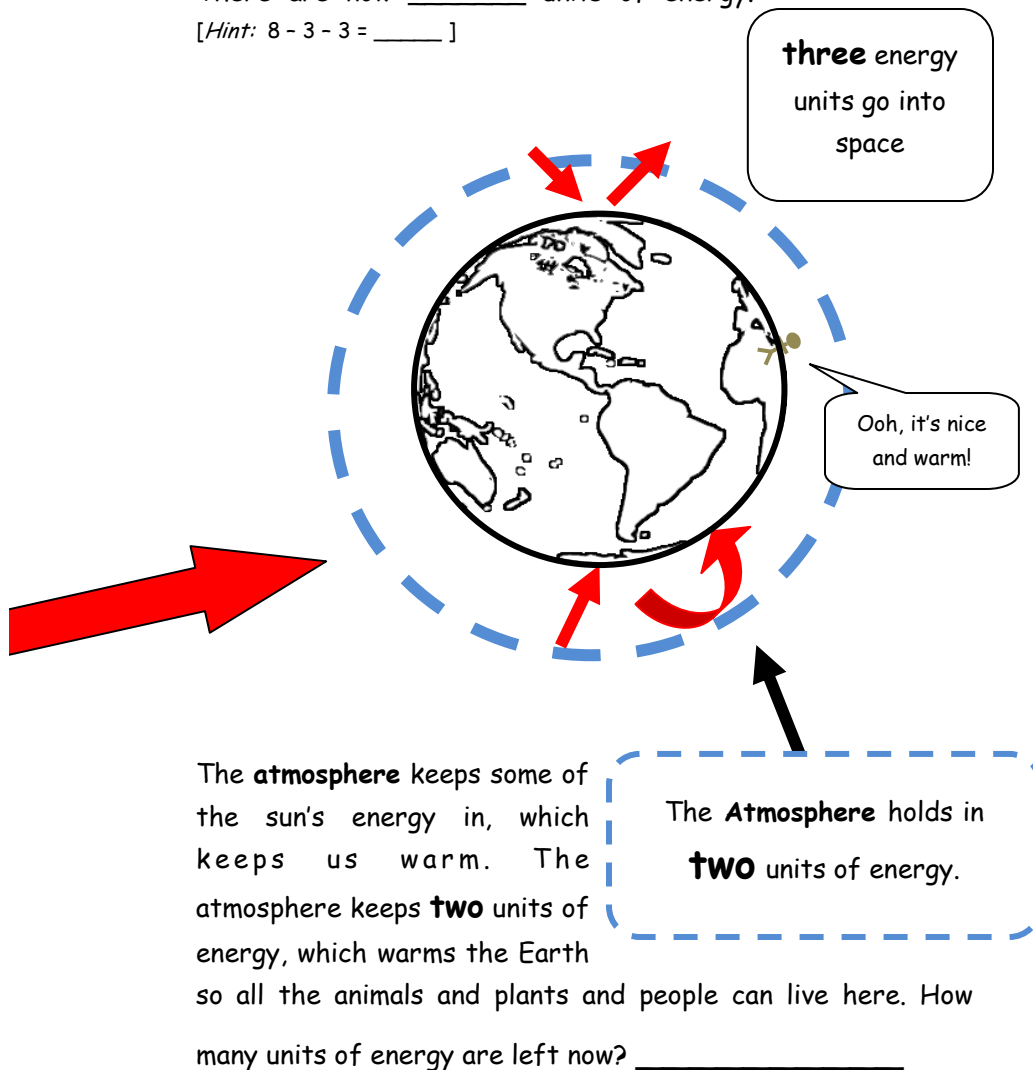 [Hint: 8 – 3 – 3 = _____ ]
three energy
units go into
space
Ooh, it's nice
and warm!
The atmosphere keeps some of
the sun's energy in, which
keeps us warm. The
atmosphere keeps two units of
energy, which warms the Earth
so all the animals and plants and people can live here. How
many units of energy are left now? ____________________
The Atmosphere holds in
two units of energy.